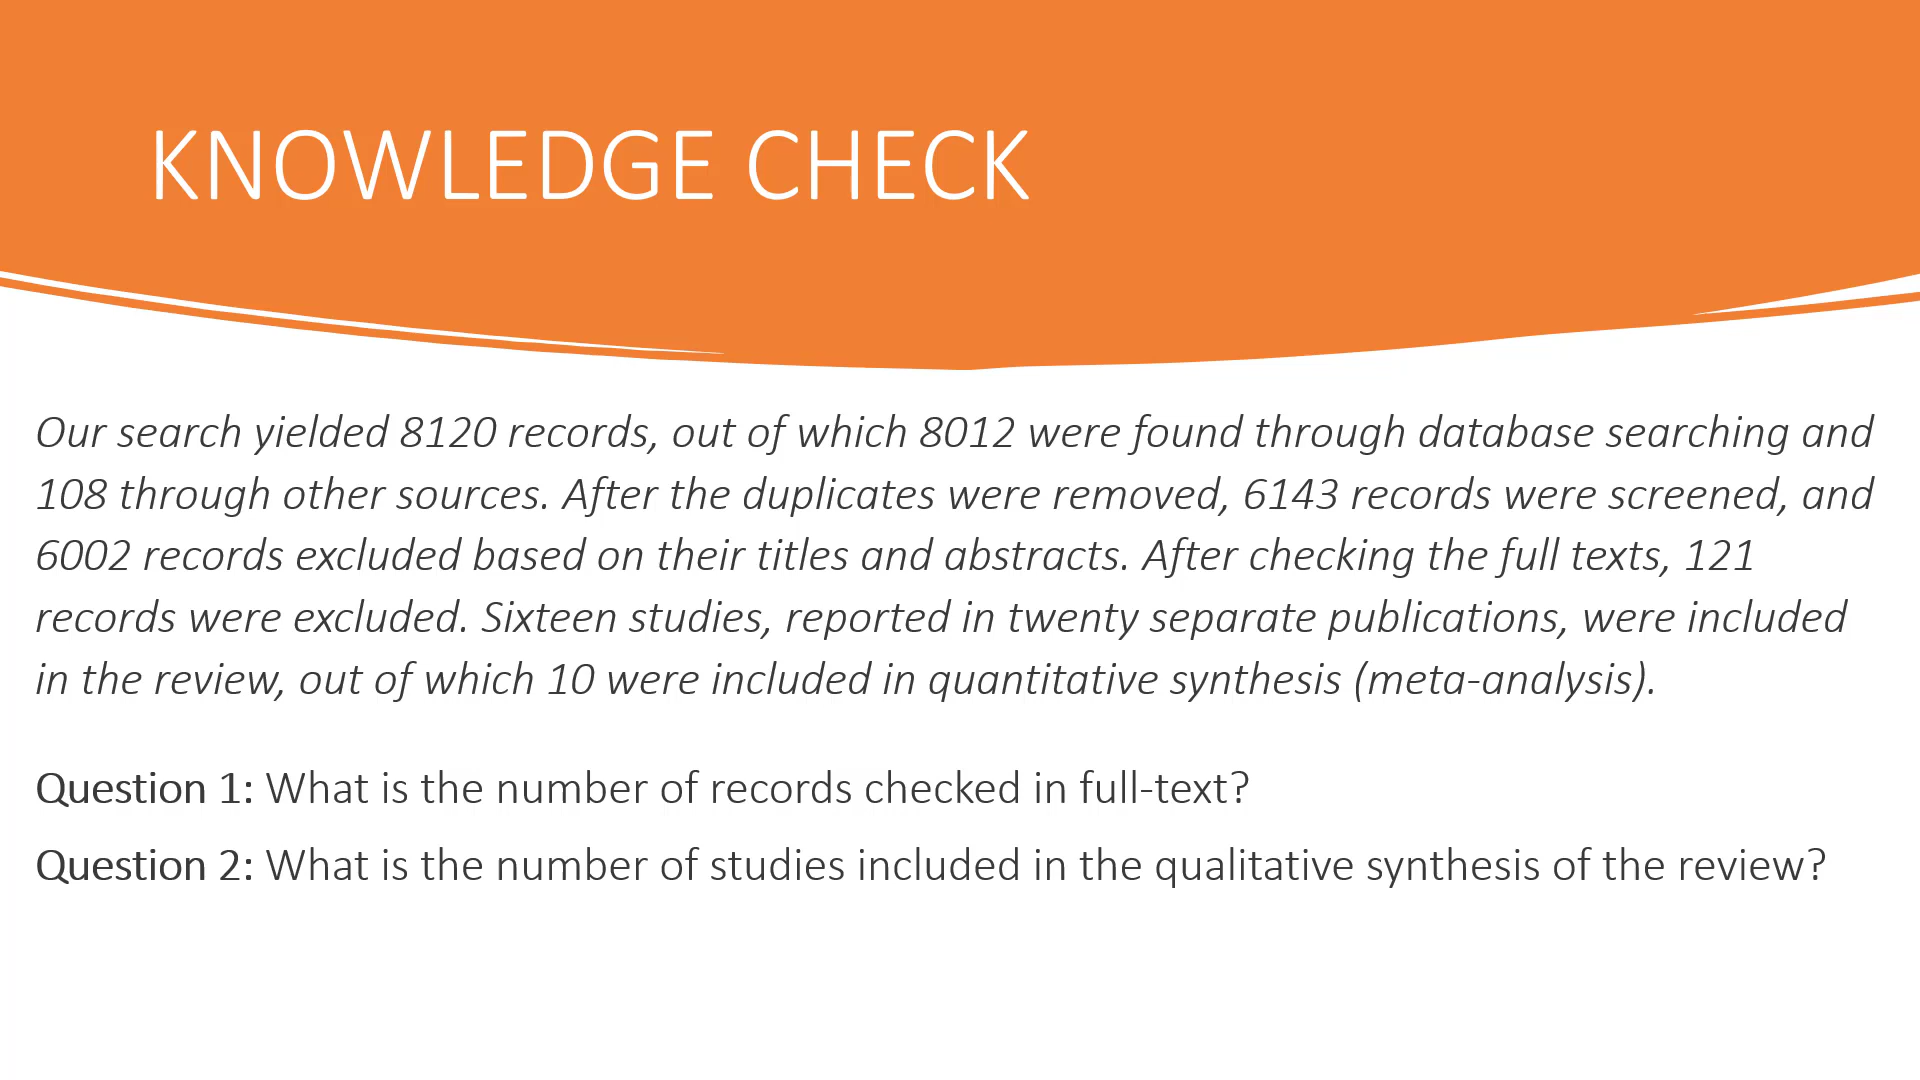 KNOWLEDGE CHECK
Our search yielded 8120 records, out of which 8012 were found through database searching and
108 through other sources. After the duplicates were removed, 6143 records were screened, and
6002 records excluded based on their titles and abstracts. After checking the full texts, 121
records were excluded. Sixteen studies, reported in twenty separate publications, were included
in the review, out of which 10 were included in quantitative synthesis (meta-analysis).
Question 1: What is the number of records checked in full-text?
Question 2: What is the number of studies included in the qualitative synthesis of the review?